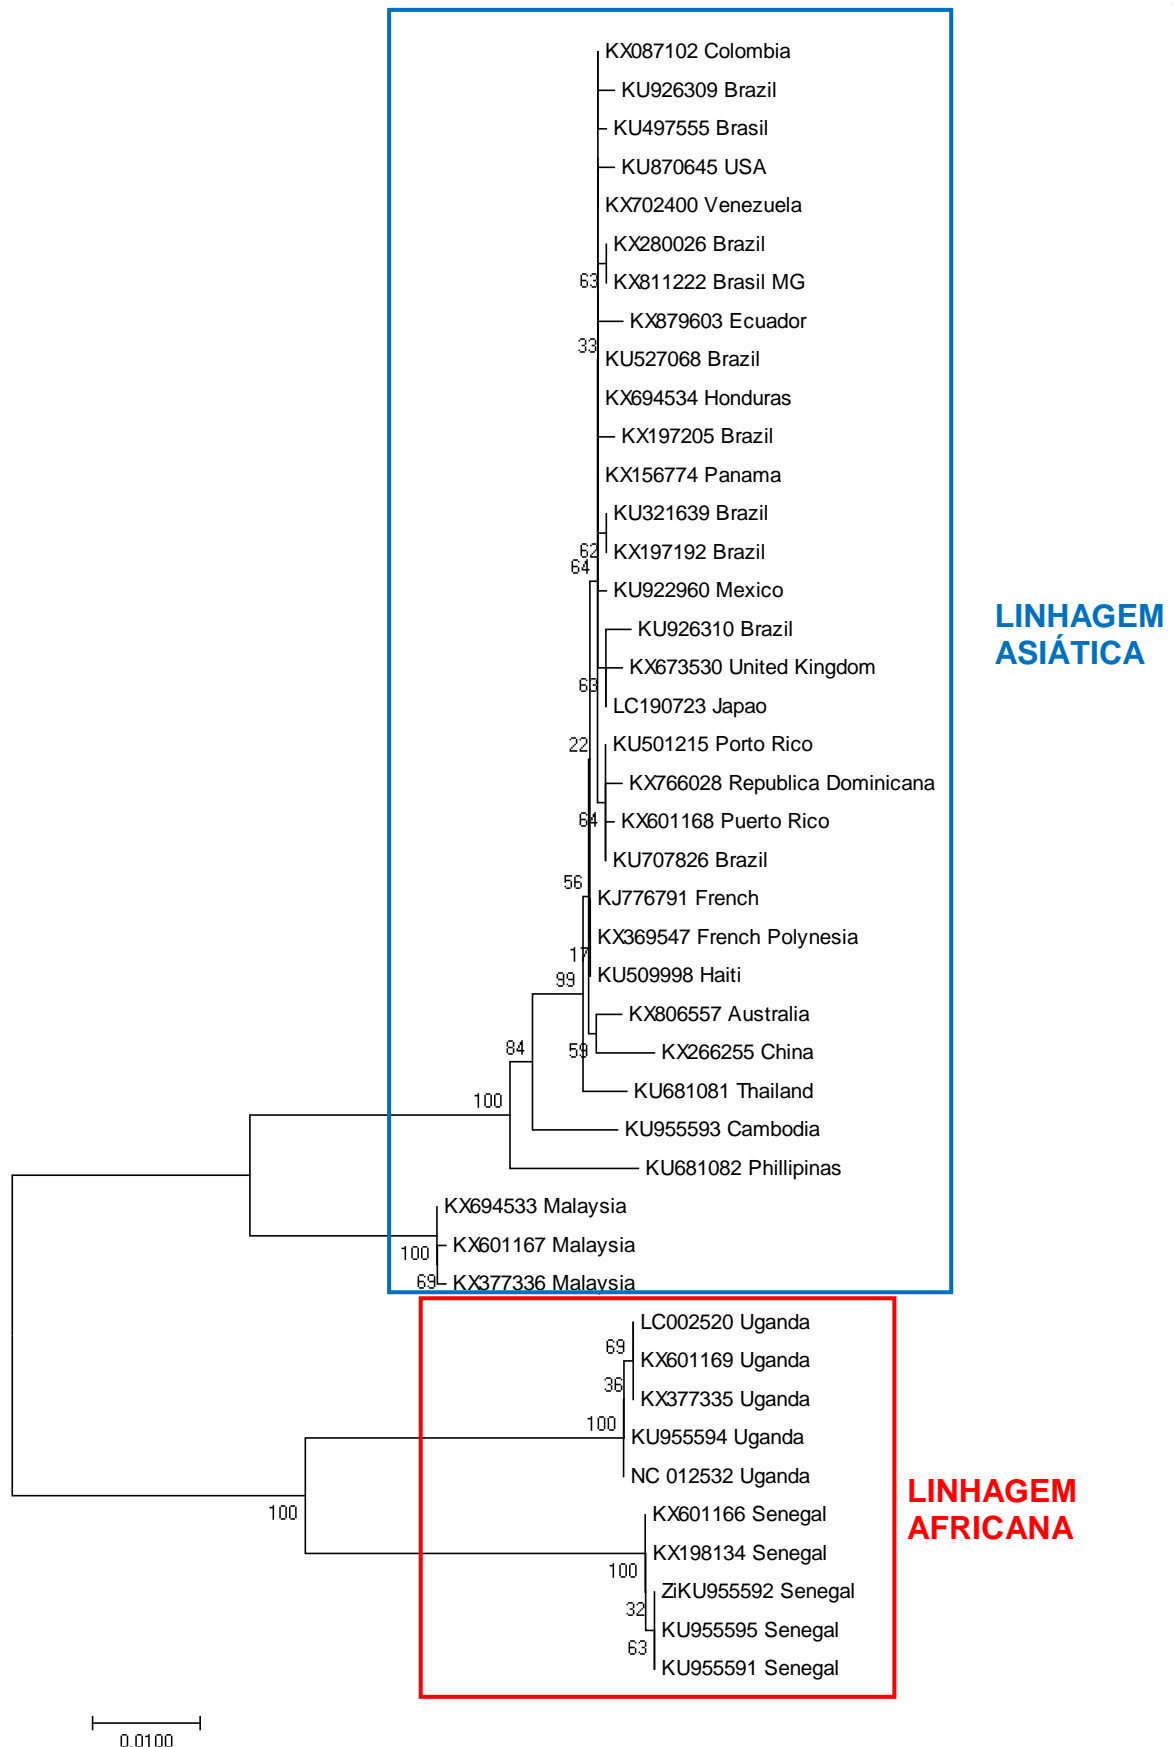 KX087102 Colombia
KU926309 Brazil
KU497555 Brasil
KU870645 USA
KX702400 Venezuela
KX280026 Brazil
63 KX811222 Brasil MG
KX879603 Ecuador
33
KU527068 Brazil
KX694534 Honduras
KX197205 Brazil
KX156774 Panama
KU321639 Brazil
62 KX197192 Brazil
64
KU922960 Mexico
LINHAGEM
ASIÁTICA
KU926310 Brazil
KX673530 United Kingdom
63
LC190723 Japao
22 KU501215 Porto Rico
KX766028 Republica Dominicana
64 KX601168 Puerto Rico
KU707826 Brazil
56
KJ776791 French
KX369547 French Polynesia
17
99 KU509998 Haiti
KX806557 Australia
84
59 KX266255 China
KU681081 Thailand
100
KU955593 Cambodia
KU681082 Phillipinas
KX694533 Malaysia
KX601167 Malaysia
100
69 KX377336 Malaysia
LC002520 Uganda
69
KX601169 Uganda
36
KX377335 Uganda
100
KU955594 Uganda
NC 012532 Uganda
LINHAGEM
AFRICANA
100
KX601166 Senegal
KX198134 Senegal
100
ZiKU955592 Senegal
32
KU955595 Senegal
63
KU955591 Senegal
0.0100